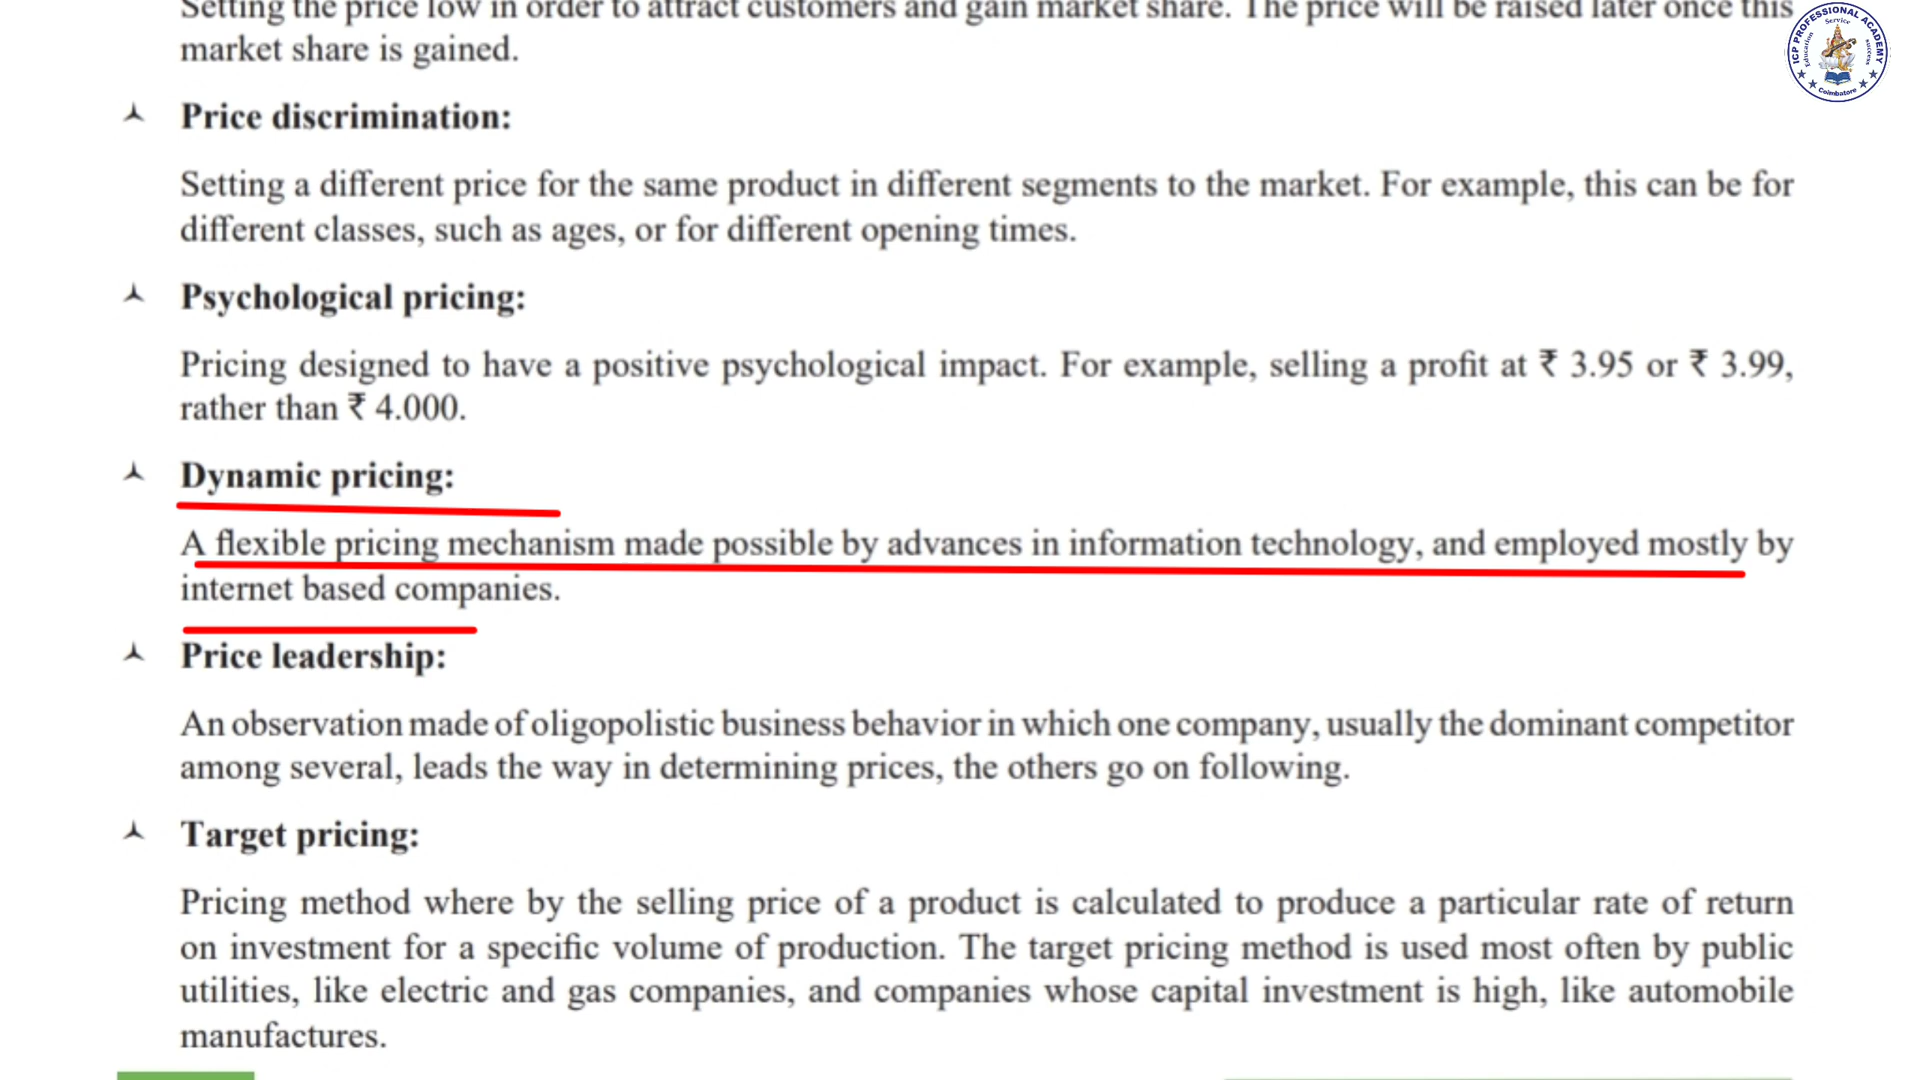 Setting the price low in order to attract customers and gain market share. The price will be raised later once this
market share is gained.
Price discrimination:
Setting a different price for the same product in different segments to the market. For example, this can be for
different classes, such as ages, or for different opening times.
Psychological pricing:
Pricing designed to have a positive psychological impact. For example, selling a profit at ₹ 3.95 or ₹ 3.99,
rather than ₹ 4.000.
Dynamic pricing:
A flexible pricing mechanism made possible by advances in information technology, and employed mostly by
internet based companies.
Price leadership:
An observation made of oligopolistic business behavior in which one company, usually the dominant competitor
among several, leads the way in determining prices, the others go on following.
Target pricing:
Pricing method where by the selling price of a product is calculated to produce a particular rate of return
on investment for a specific volume of production. The target pricing method is used most often by public
utilities, like electric and gas companies, and companies whose capital investment is high, like automobile
manufactures.
ICP PROFESSIONAL ACADEMY
Service
Education
success
Coimbatore